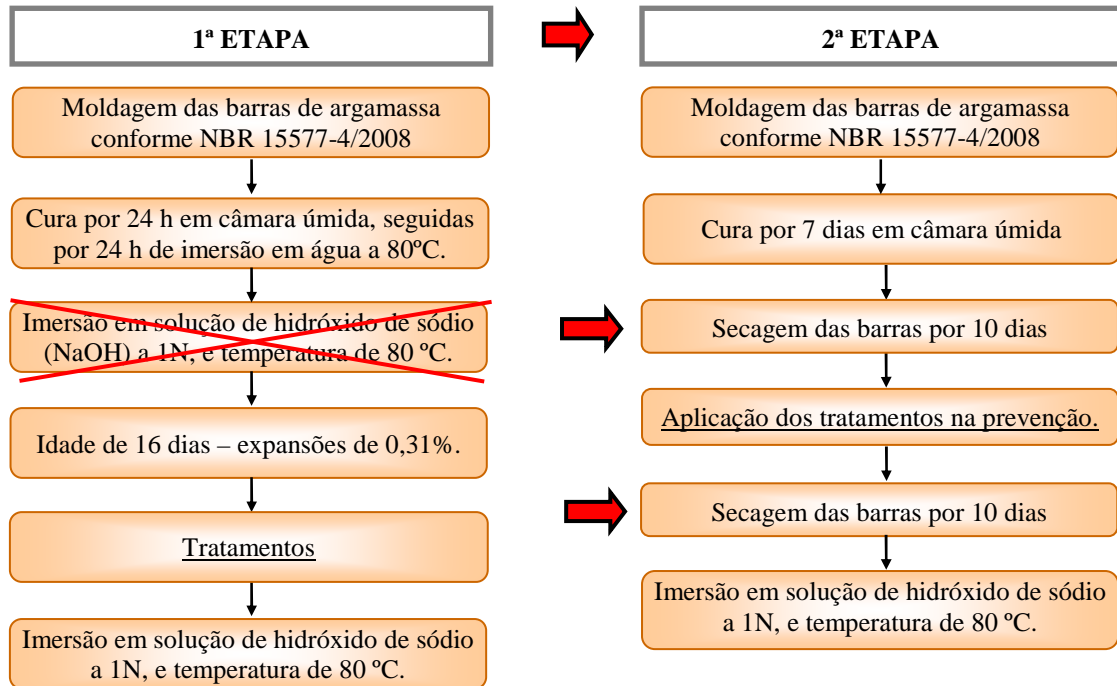 1ª ETAPA
Moldagem das barras de argamassa
conforme NBR 15577-4/2008
Cura por 24 h em câmara úmida, seguidas
por 24 h de imersão em água a 80ºC.
Imersão em solução de hidróxido de sódio
(NaOH) a 1N, e temperatura de 80 ºC.
Idade de 16 dias – expansões de 0,31%.
Tratamentos
Imersão em solução de hidróxido de sódio
a 1N, e temperatura de 80 ºC.
2ª ETAPA
Moldagem das barras de argamassa
conforme NBR 15577-4/2008
Cura por 7 dias em câmara úmida
Secagem das barras por 10 dias
Aplicação dos tratamentos na prevenção.
Secagem das barras por 10 dias
Imersão em solução de hidróxido de sódio
a 1N, e temperatura de 80 ºC.